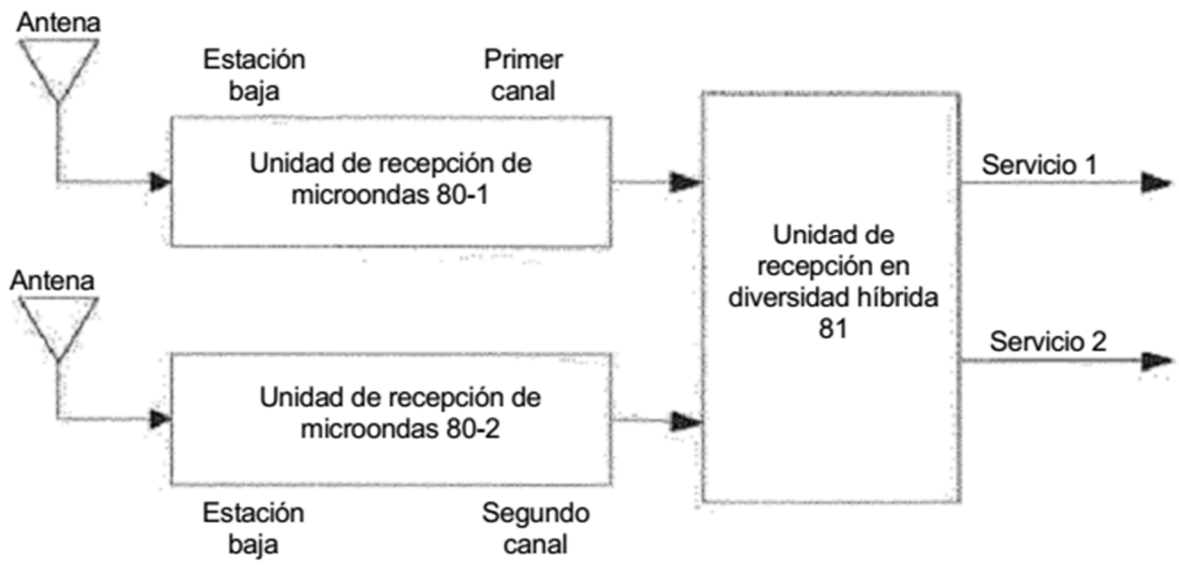 Antena
Estación
baja
Primer
canal
Unidad de recepción de
microondas 80-1
Antena
Unidad de recepción de
microondas 80-2
Estación
baja
Segundo
canal
Unidad de
recepción en
diversidad híbrida
81
Servicio 1
Servicio 2